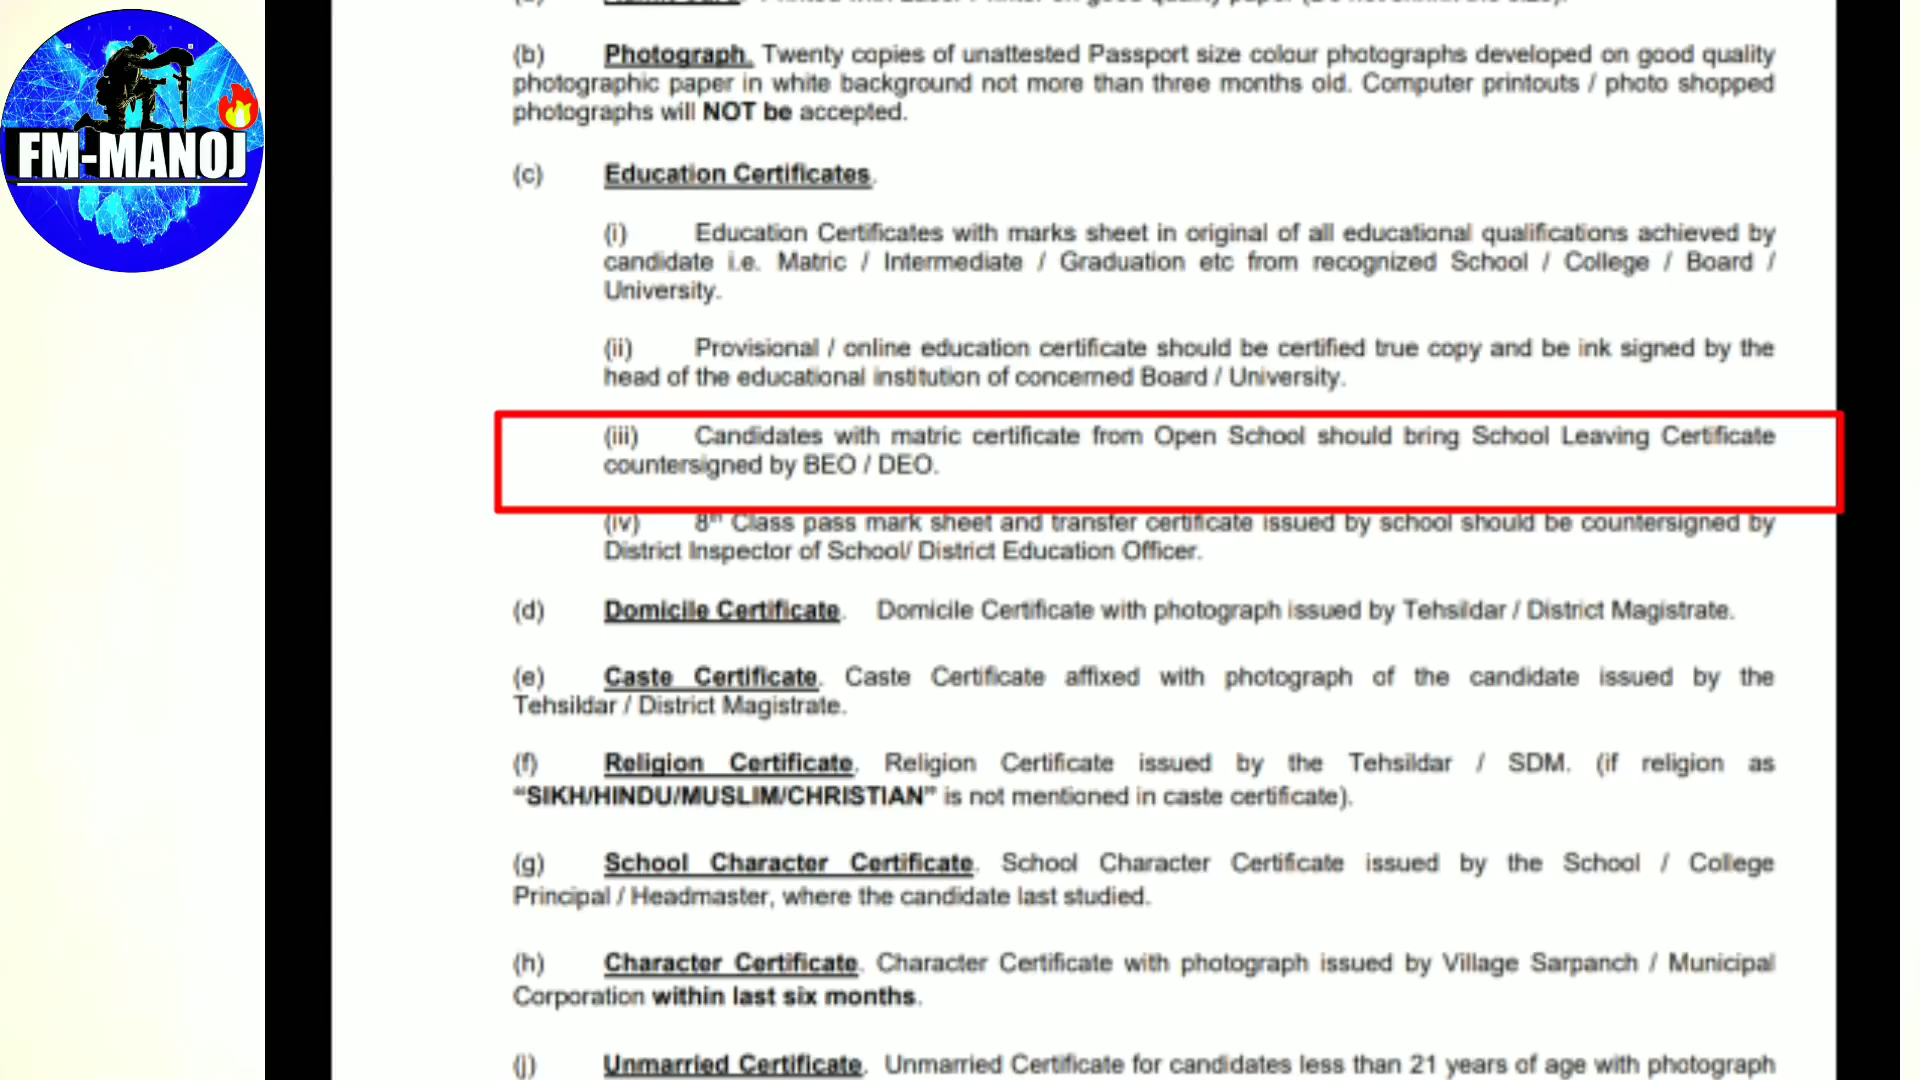 FM-MANOJ
(b) Photograph. Twenty copies of unattested Passport size colour photographs developed on good quality
photographic paper in white background not more than three months old. Computer printouts / photo shopped
photographs will NOT be accepted.
(c) Education Certificates.
(i) Education Certificates with marks sheet in original of all educational qualifications achieved by
candidate i.e. Matric / Intermediate / Graduation etc from recognized School / College / Board /
University.
(ii) Provisional / online education certificate should be certified true copy and be ink signed by the
head of the educational institution of concerned Board / University.
(iii) Candidates with matric certificate from Open School should bring School Leaving Certificate
countersigned by BEO / DEO.
(iv) 8th Class pass mark sheet and transfer certificate issued by school should be countersigned by
District Inspector of School/ District Education Officer.
(d) Domicile Certificate. Domicile Certificate with photograph issued by Tehsildar / District Magistrate.
(e) Caste Certificate. Caste Certificate affixed with photograph of the candidate issued by the
Tehsildar / District Magistrate.
(f) Religion Certificate. Religion Certificate issued by the Tehsildar / SDM. (if religion as
“SIKH/HINDU/MUSLIM/CHRISTIAN” is not mentioned in caste certificate).
(g) School Character Certificate. School Character Certificate issued by the School / College
Principal / Headmaster, where the candidate last studied.
(h) Character Certificate. Character Certificate with photograph issued by Village Sarpanch / Municipal
Corporation within last six months.
(j) Unmarried Certificate. Unmarried Certificate for candidates less than 21 years of age with photograph